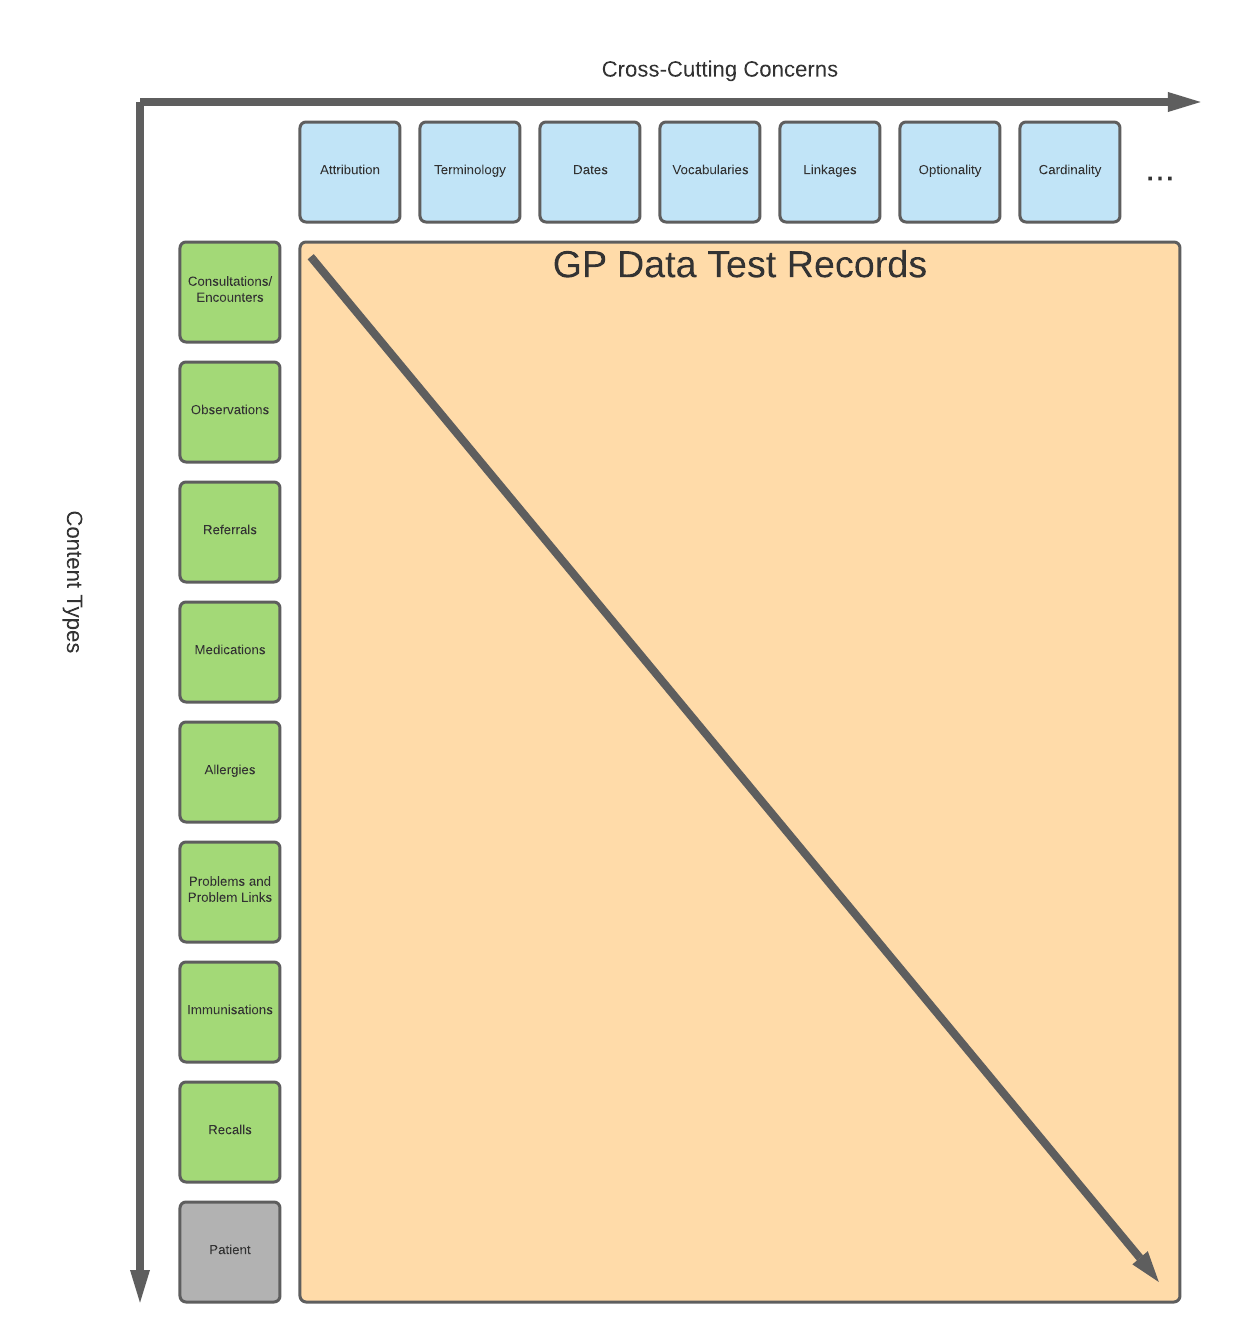 Cross-Cutting Concerns
Attribution
Terminology
Dates
Vocabularies
Linkages
Optionality
Cardinality
...
GP Data Test Records
Content Types
Consultations/
Encounters
Observations
Referrals
Medications
Allergies
Problems and
Problem Links
Immunisations
Recalls
Patient